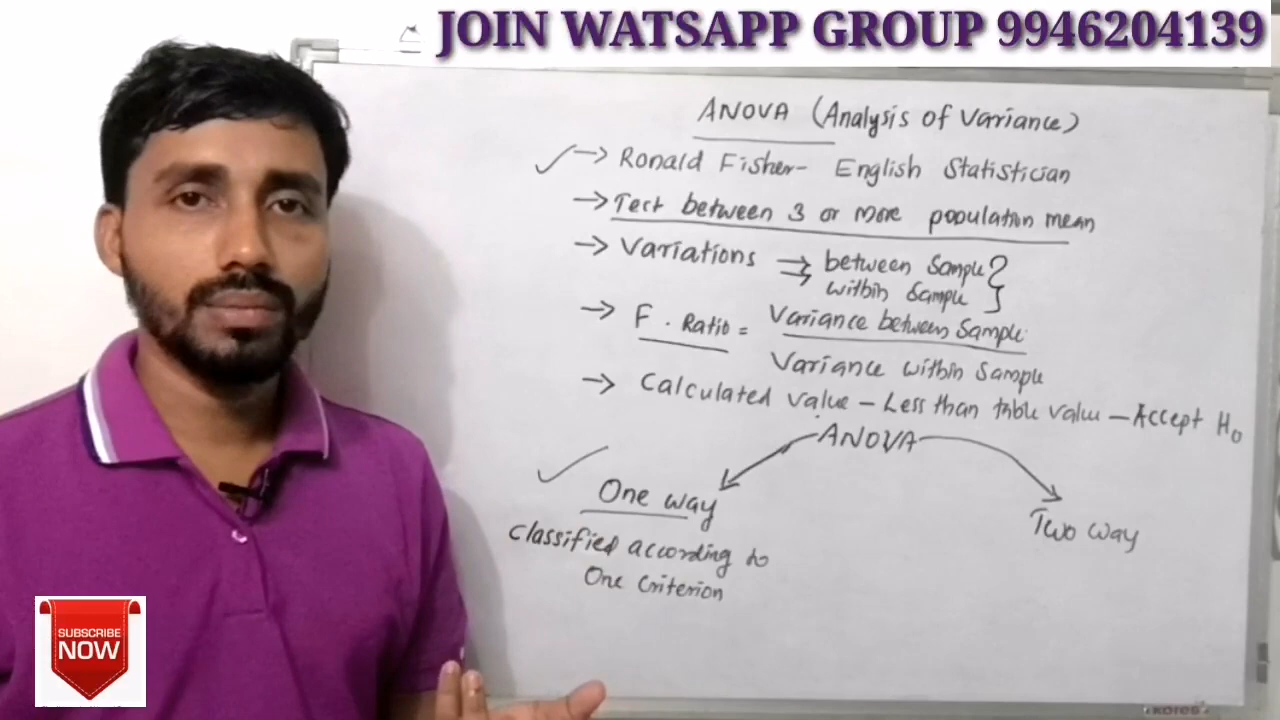 JOIN WATSAPP GROUP 9946204139
ANOVA (Analysis of Variance)
→ Ronald Fisher- English Statistician
→ Test between 3 or more population mean
→ Variations → between Sample
within Sample
→ F. Ratio = Variance between Sample
Variance within Sample
→ Calculated value - Less than table value - Accept H₀
ANOVA
One way
Two way
Classified according to
One Criterion
SUBSCRIBE
NOW